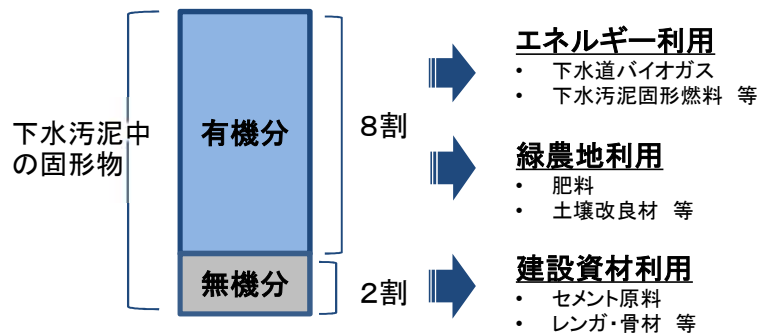 下水汚泥中
の固形物
有機分
無機分
8割
2割
エネルギー利用
• 下水道バイオガス
• 下水汚泥固形燃料 等
緑農地利用
• 肥料
• 土壌改良材 等
建設資材利用
• セメント原料
• レンガ・骨材 等